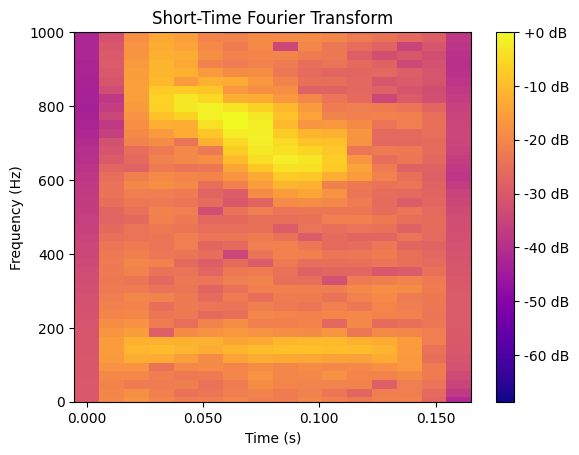 Short-Time Fourier Transform
1000
800
600
400
200
0
Frequency (Hz)
0.000
0.050
0.100
0.150
Time (s)
+0 dB
-10 dB
-20 dB
-30 dB
-40 dB
-50 dB
-60 dB